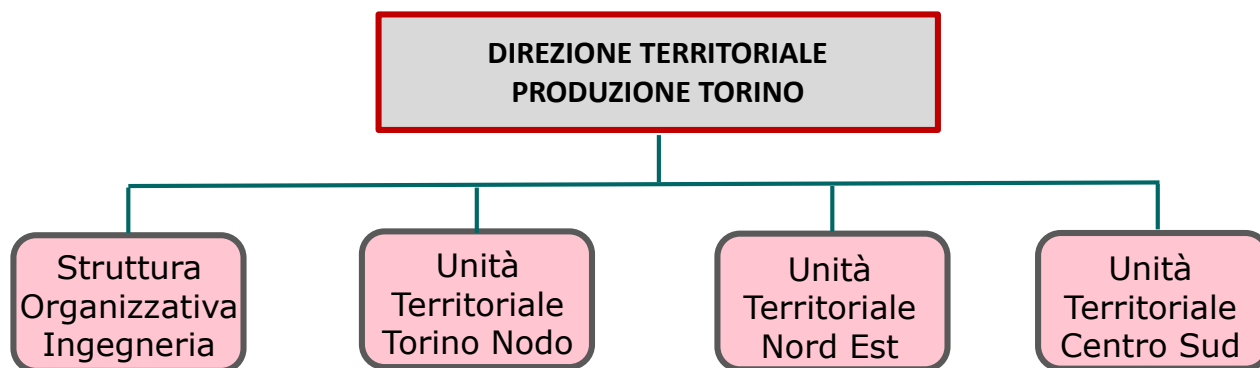 DIREZIONE TERRITORIALE
PRODUZIONE TORINO
Struttura
Organizzativa
Ingegneria
Unità
Territoriale
Torino Nodo
Unità
Territoriale
Nord Est
Unità
Territoriale
Centro Sud